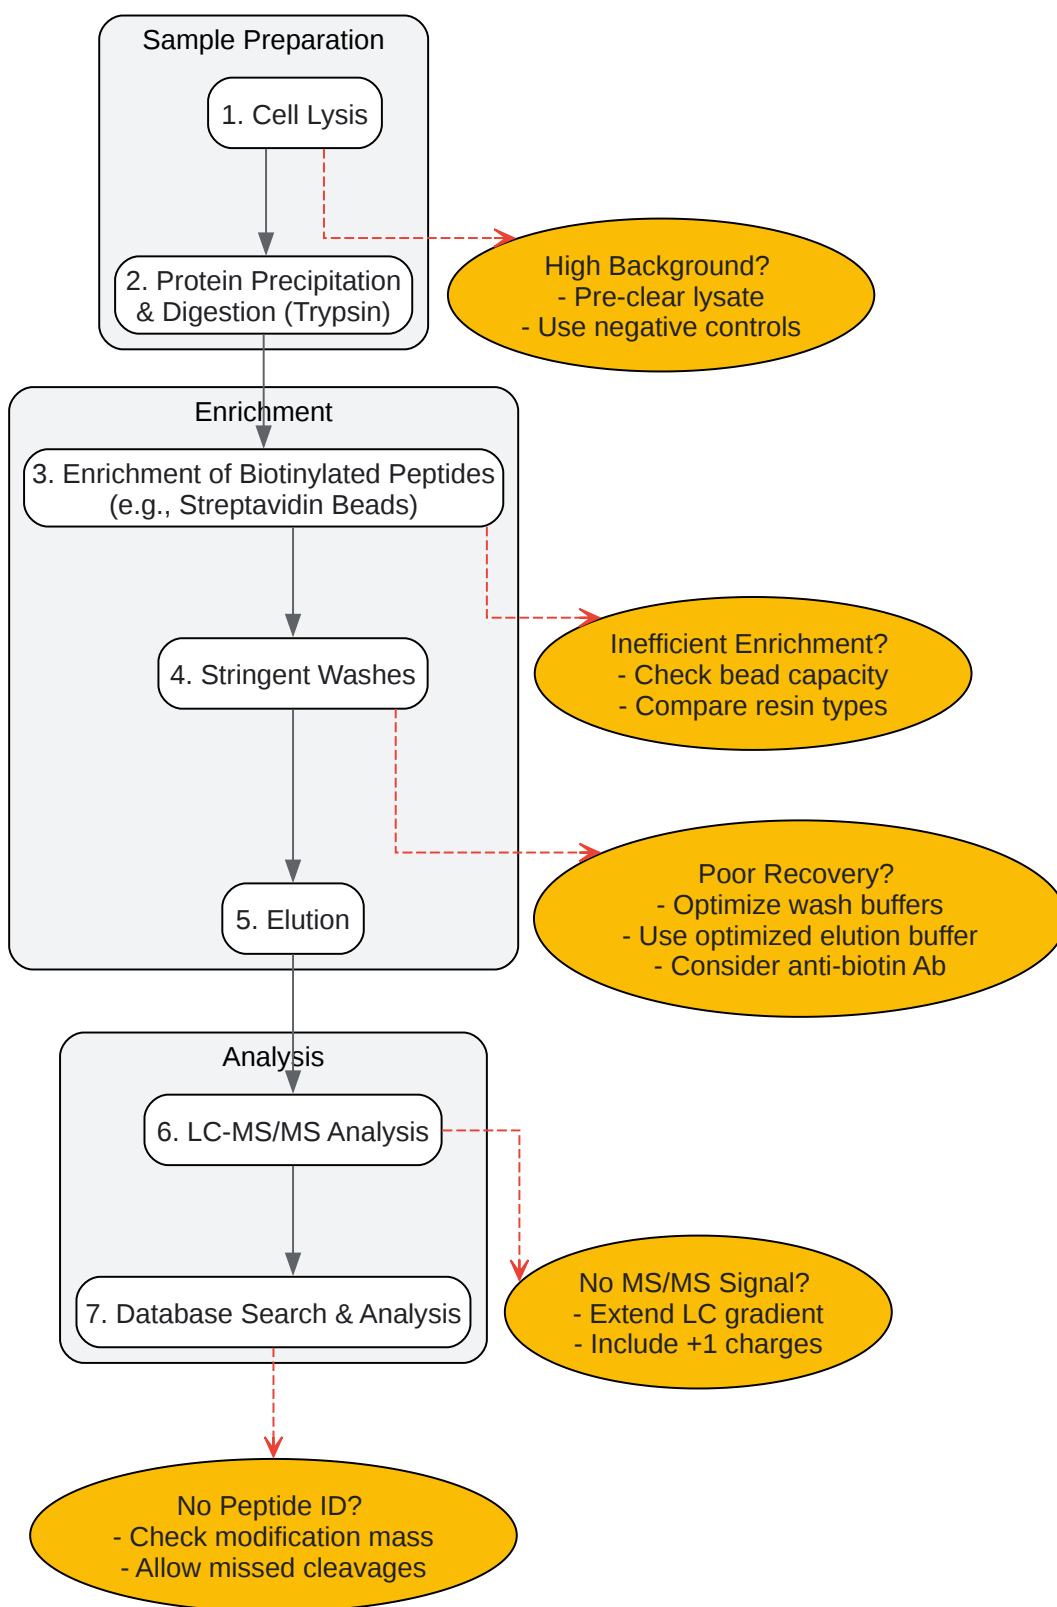 Sample Preparation
1. Cell Lysis
High Background?
- Pre-clear lysate
- Use negative controls
2. Protein Precipitation
& Digestion (Trypsin)
Enrichment
3. Enrichment of Biotinylated Peptides
(e.g., Streptavidin Beads)
Inefficient Enrichment?
- Check bead capacity
- Compare resin types
4. Stringent Washes
Poor Recovery?
- Optimize wash buffers
- Use optimized elution buffer
- Consider anti-biotin Ab
5. Elution
Analysis
6. LC-MS/MS Analysis
No MS/MS Signal?
- Extend LC gradient
- Include +1 charges
7. Database Search & Analysis
No Peptide ID?
- Check modification mass
- Allow missed cleavages